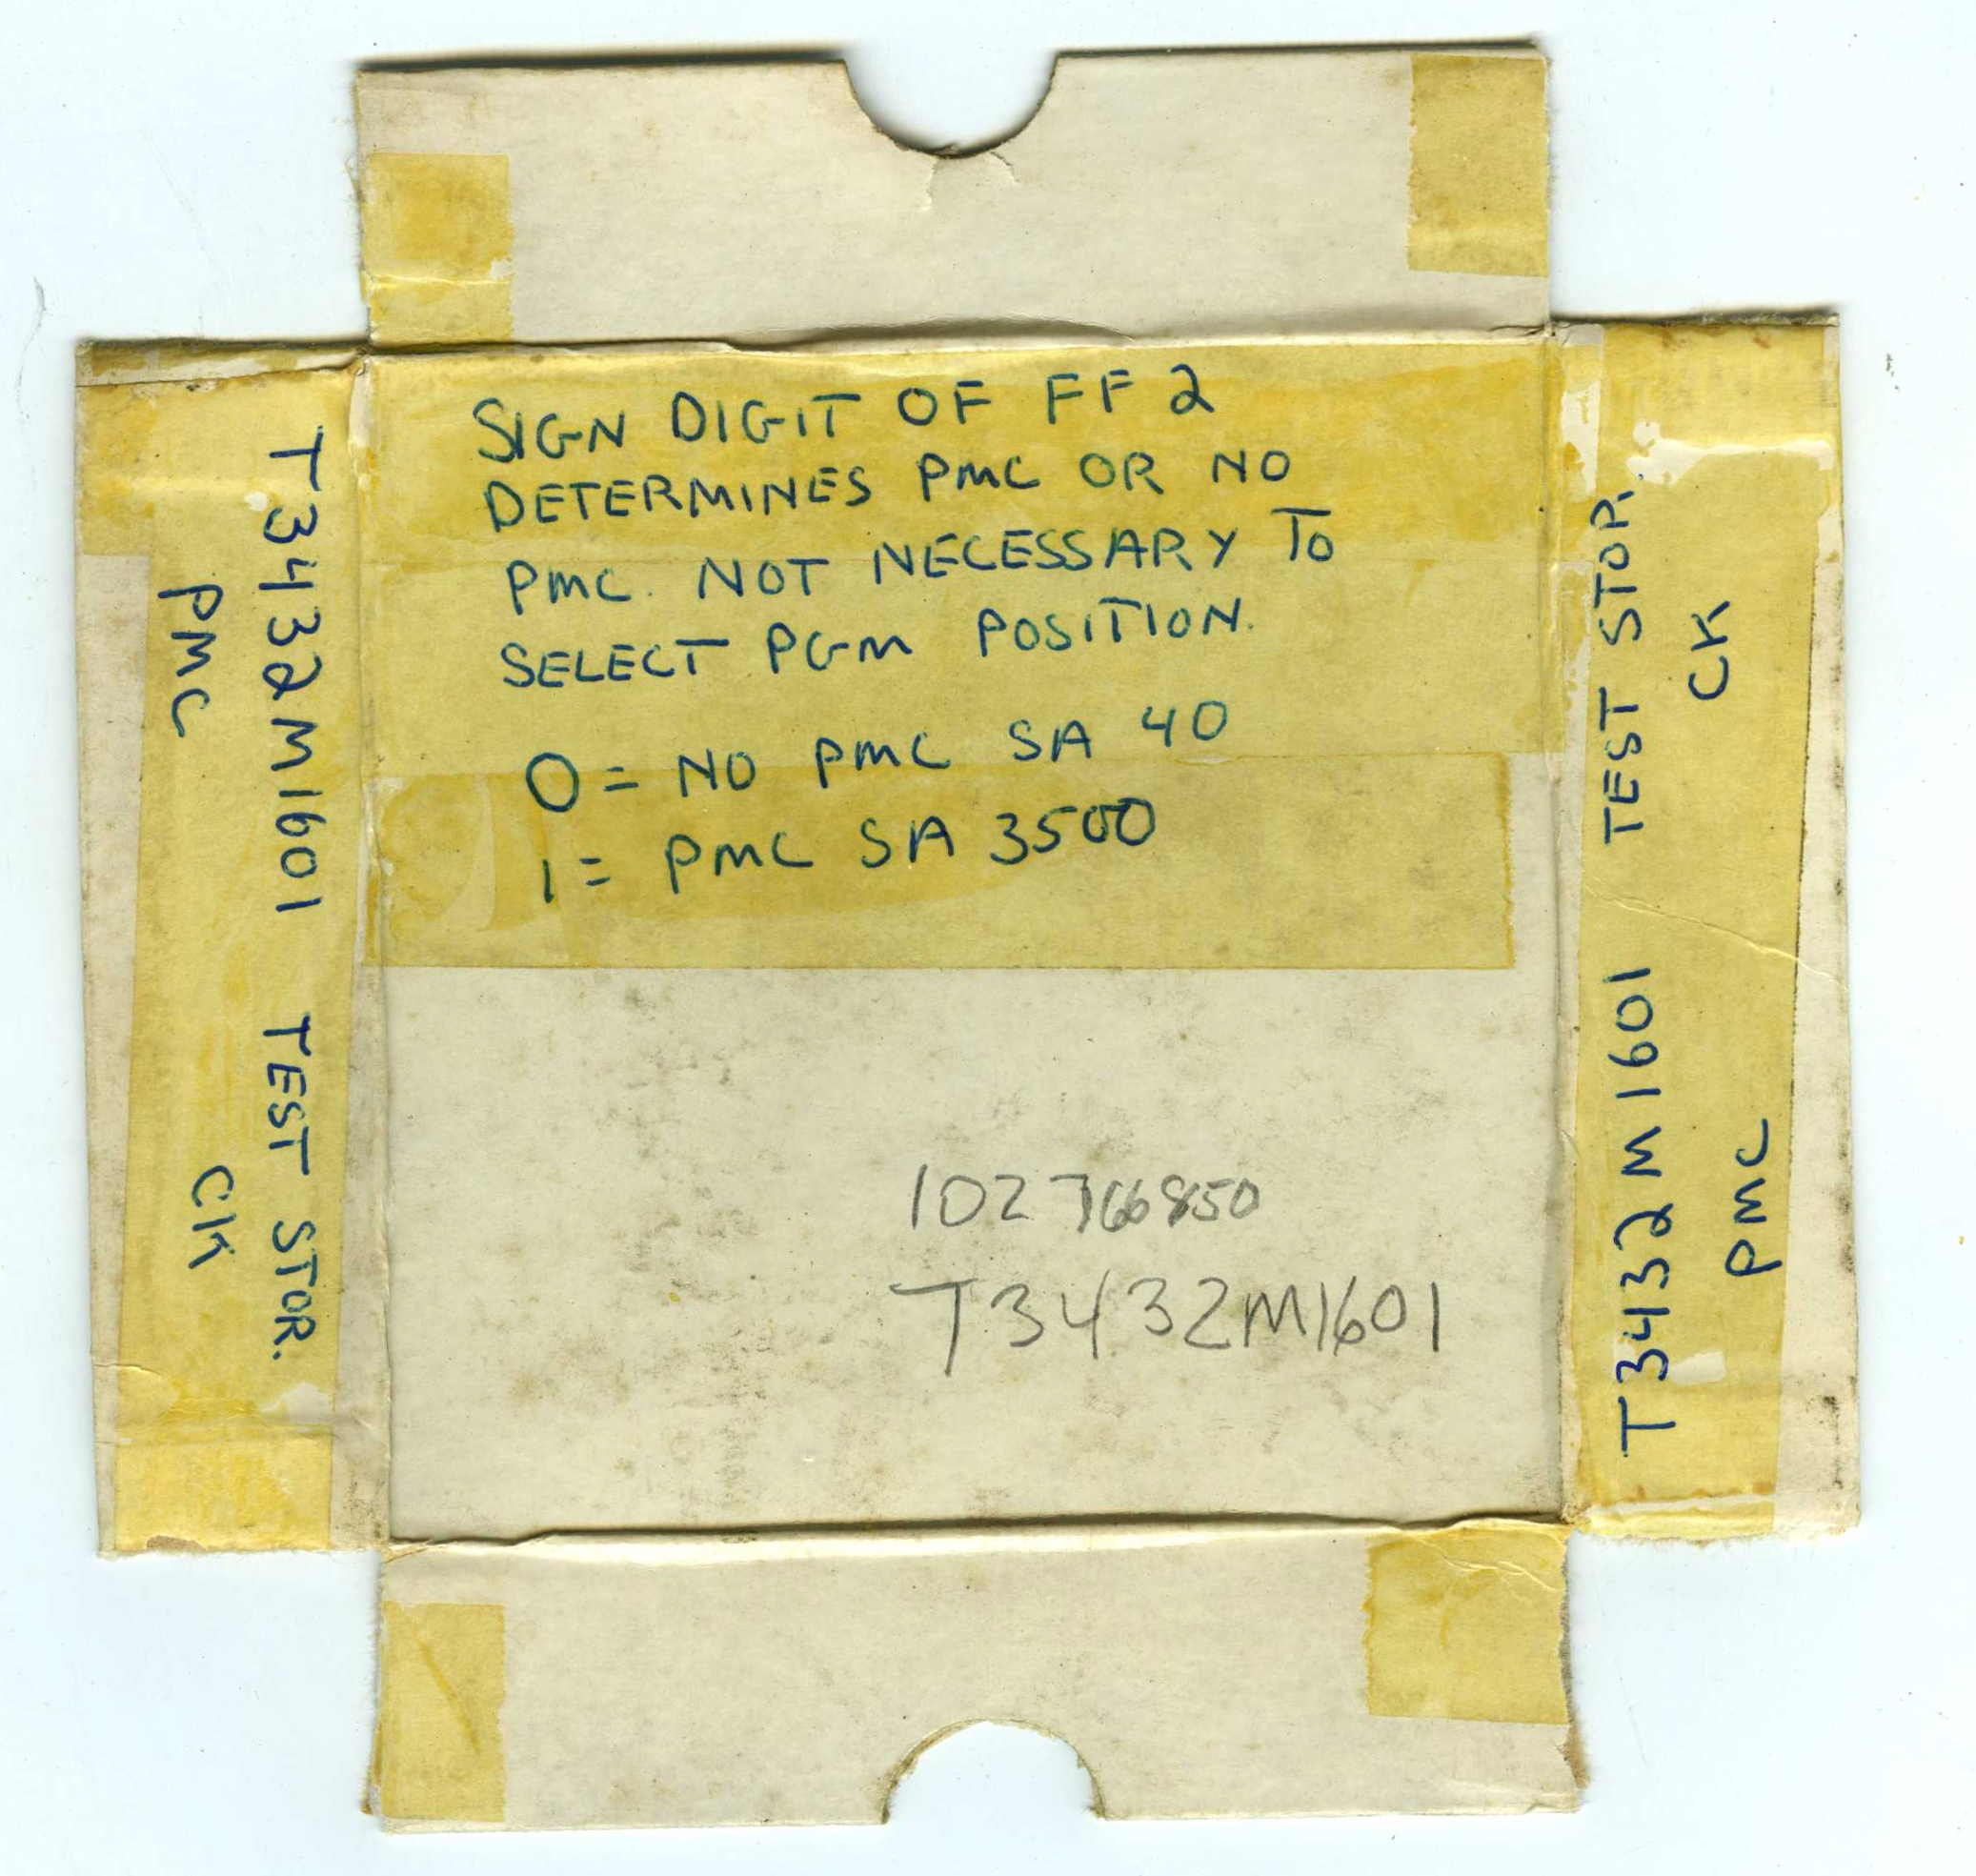 SIGN DIGIT OF FF 2
DETERMINES PMC OR NO
PMC. NOT NECESSARY TO
SELECT PGM POSITION.
0 = NO PMC SA 40
1 = PMC SA 3500
102766850
T3432M1601
T3432M1601 TEST STOR.
PMC CK
T3432M1601 TEST STOR.
PMC CK